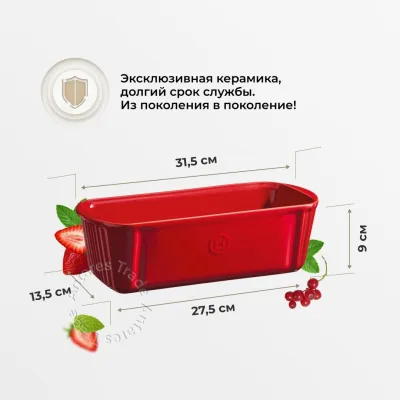 Эксклюзивная керамика,
долгий срок службы.
Из поколения в поколение!
31,5 см
9 см
13,5 см
27,5 см